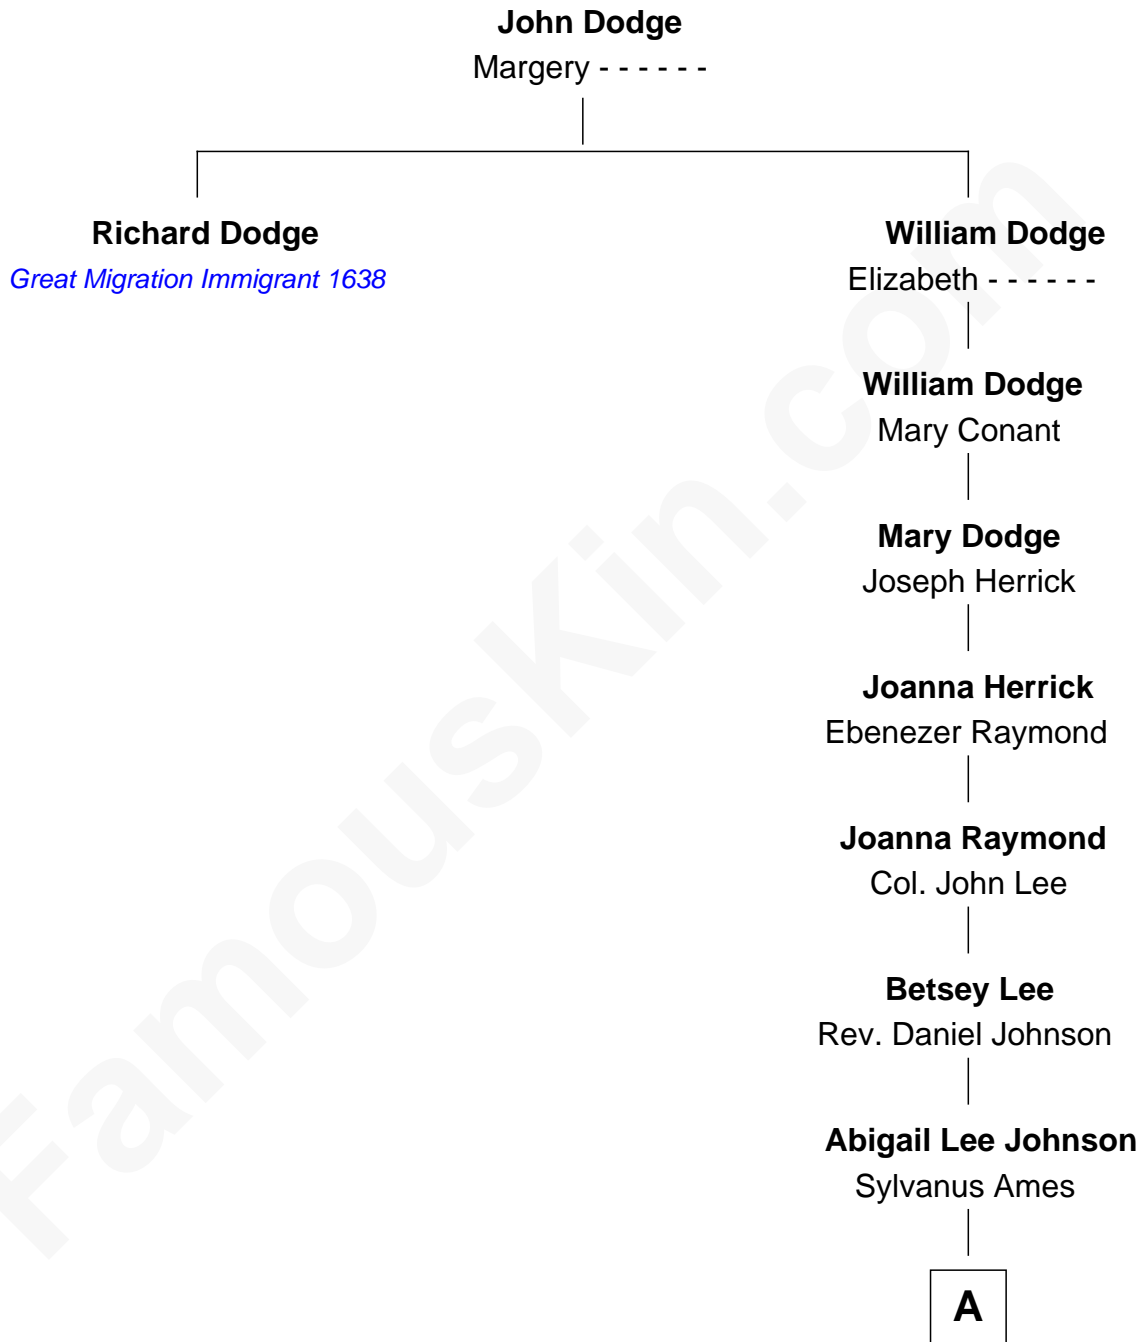 John Dodge
Margery - - - - - -
Richard Dodge
Great Migration Immigrant 1638
William Dodge
Elizabeth - - - - - -
William Dodge
Mary Conant
Mary Dodge
Joseph Herrick
Joanna Herrick
Ebenezer Raymond
Joanna Raymond
Col. John Lee
Betsey Lee
Rev. Daniel Johnson
Abigail Lee Johnson
Sylvanus Ames
A
FamousKin.com